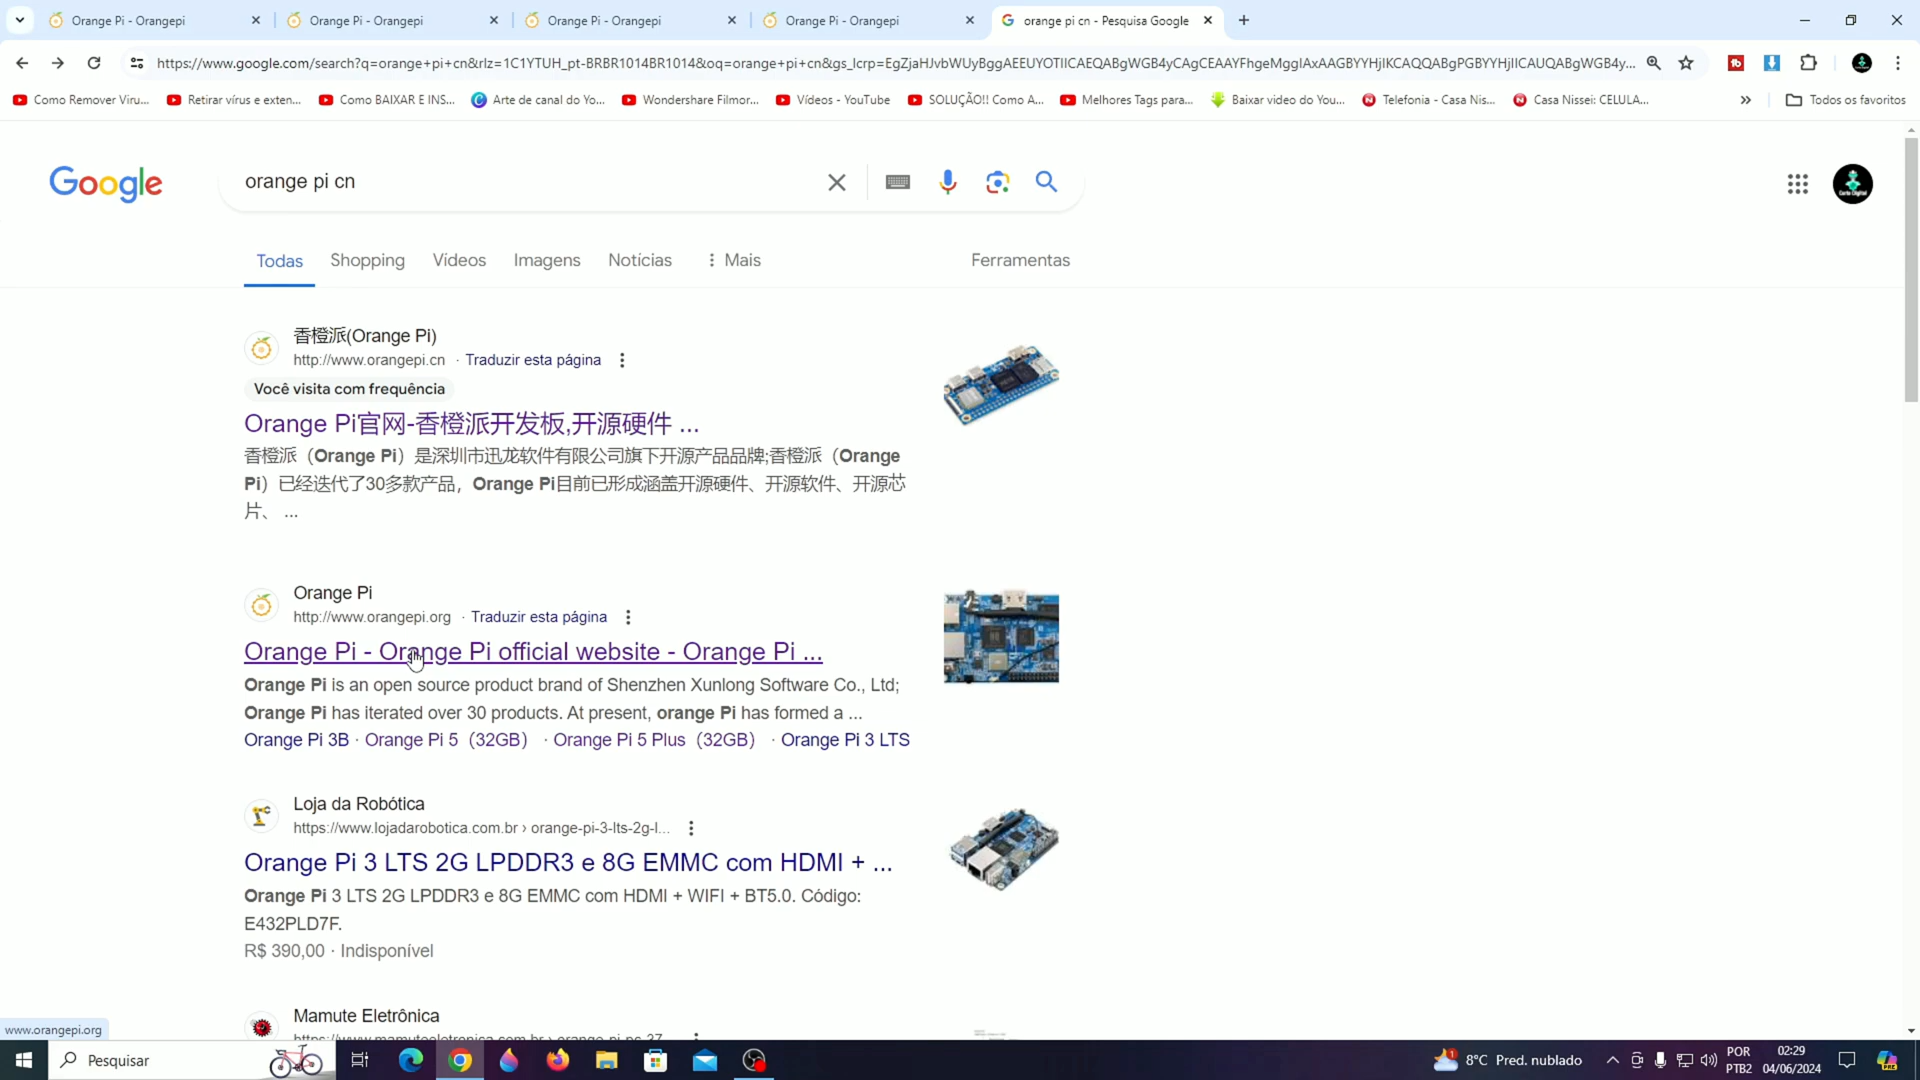 Orange Pi - Orangepi
Orange Pi - Orangepi
Orange Pi - Orangepi
Orange Pi - Orangepi
orange pi cn - Pesquisa Google
https://www.google.com/search?q=orange+pi+cn&rlz=1C1YTUH_pt-BRBR1014BR1014&oq=orange+pi+cn&gs_lcrp=EgZjaHJvbWUyBggAEEUYOTIICAEQABgWGB4yCAgCEAAYFhgeMggIAxAAGBYYHjIKCAQQABgPGBYYHjIICAUQABgWGB4y...
Como Remover Viru...
Retirar vírus e exten...
Como BAIXAR E INS...
Arte de canal do Yo...
Wondershare Filmor...
Vídeos - YouTube
SOLUÇÃO!! Como A...
Melhores Tags para...
Baixar video do You...
Telefonia - Casa Nis...
Casa Nissei: CELULA...
Todos os favoritos
Google
orange pi cn
Todas
Shopping
Vídeos
Imagens
Notícias
Mais
Ferramentas
香橙派(Orange Pi)
http://www.orangepi.cn · Traduzir esta página
Você visita com frequência
Orange Pi官网-香橙派开发板,开源硬件 ...
香橙派（Orange Pi）是深圳市迅龙软件有限公司旗下开源产品品牌;香橙派（Orange
Pi）已经迭代了30多款产品，Orange Pi目前已形成涵盖开源硬件、开源软件、开源芯
片、 ...
Orange Pi
http://www.orangepi.org · Traduzir esta página
Orange Pi - Orange Pi official website - Orange Pi ...
Orange Pi is an open source product brand of Shenzhen Xunlong Software Co., Ltd;
Orange Pi has iterated over 30 products. At present, orange Pi has formed a ...
Orange Pi 3B · Orange Pi 5（32GB） · Orange Pi 5 Plus（32GB） · Orange Pi 3 LTS
Loja da Robótica
https://www.lojadarobotica.com.br › orange-pi-3-lts-2g-l...
Orange Pi 3 LTS 2G LPDDR3 e 8G EMMC com HDMI + ...
Orange Pi 3 LTS 2G LPDDR3 e 8G EMMC com HDMI + WIFI + BT5.0. Código:
E432PLD7F.
R$ 390,00 · Indisponível
Mamute Eletrônica
www.orangepi.org
Pesquisar
8°C Pred. nublado
POR
PTB2
02:29
04/06/2024